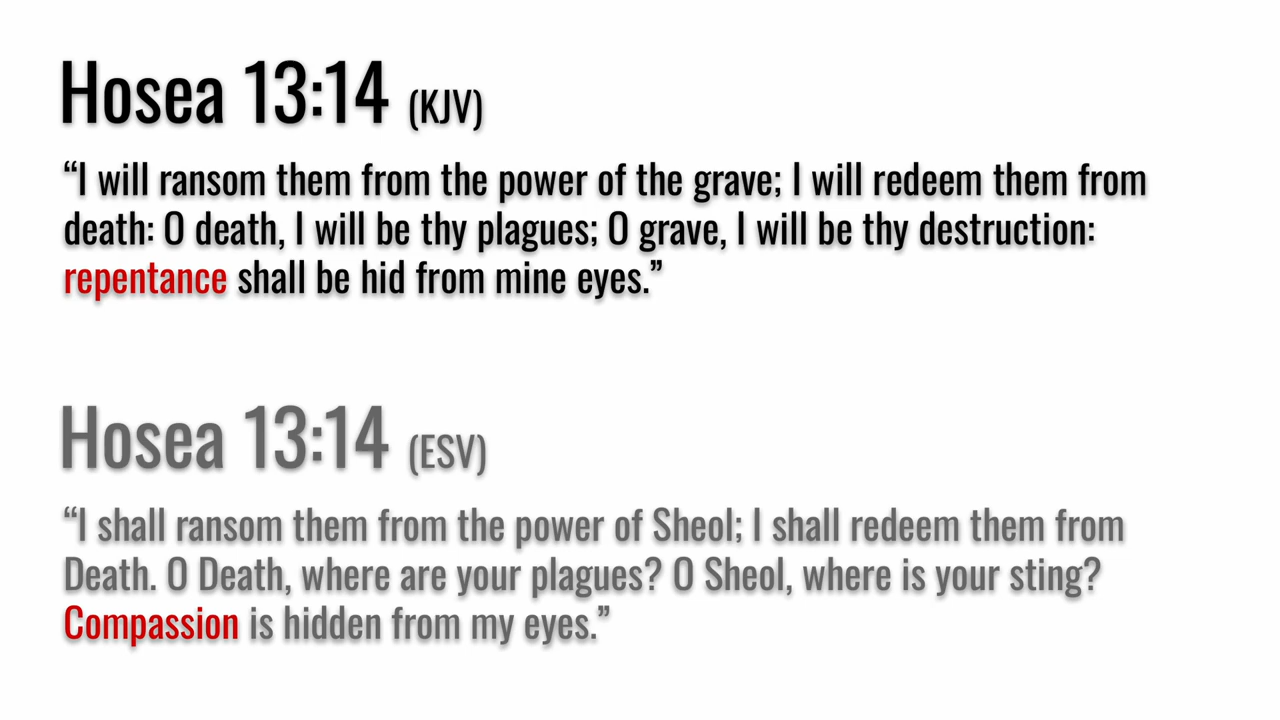 Hosea 13:14 (KJV)
“I will ransom them from the power of the grave; I will redeem them from
death: O death, I will be thy plagues; O grave, I will be thy destruction:
repentance shall be hid from mine eyes.”
Hosea 13:14 (ESV)
“I shall ransom them from the power of Sheol; I shall redeem them from
Death. O Death, where are your plagues? O Sheol, where is your sting?
Compassion is hidden from my eyes.”